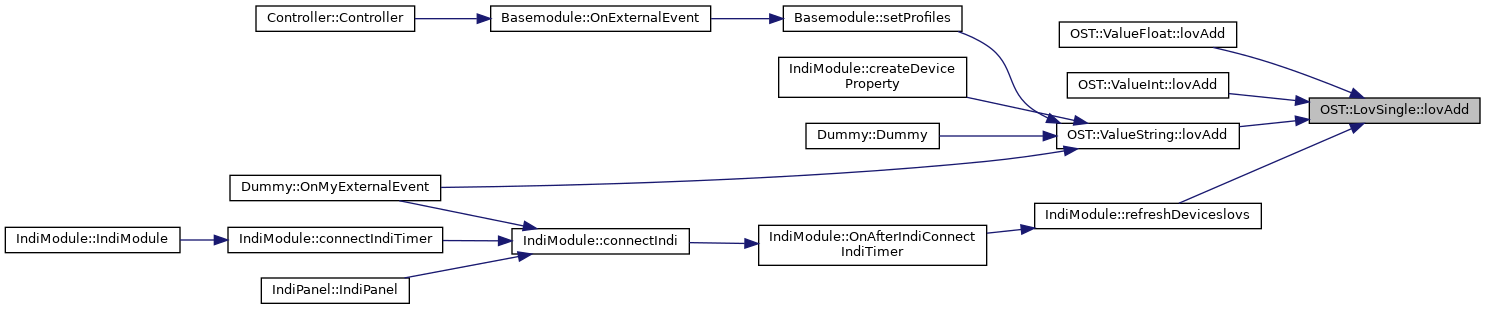 Controller::Controller
Basemodule::OnExternalEvent
Basemodule::setProfiles
OST::ValueFloat::lovAdd
IndiModule::createDevice
Property
OST::ValueInt::lovAdd
OST::LovSingle::lovAdd
Dummy::Dummy
OST::ValueString::lovAdd
Dummy::OnMyExternalEvent
IndiModule::refreshDeviceslovs
IndiModule::IndiModule
IndiModule::connectIndiTimer
IndiModule::connectIndi
IndiModule::OnAfterIndiConnect
IndiTimer
IndiPanel::IndiPanel